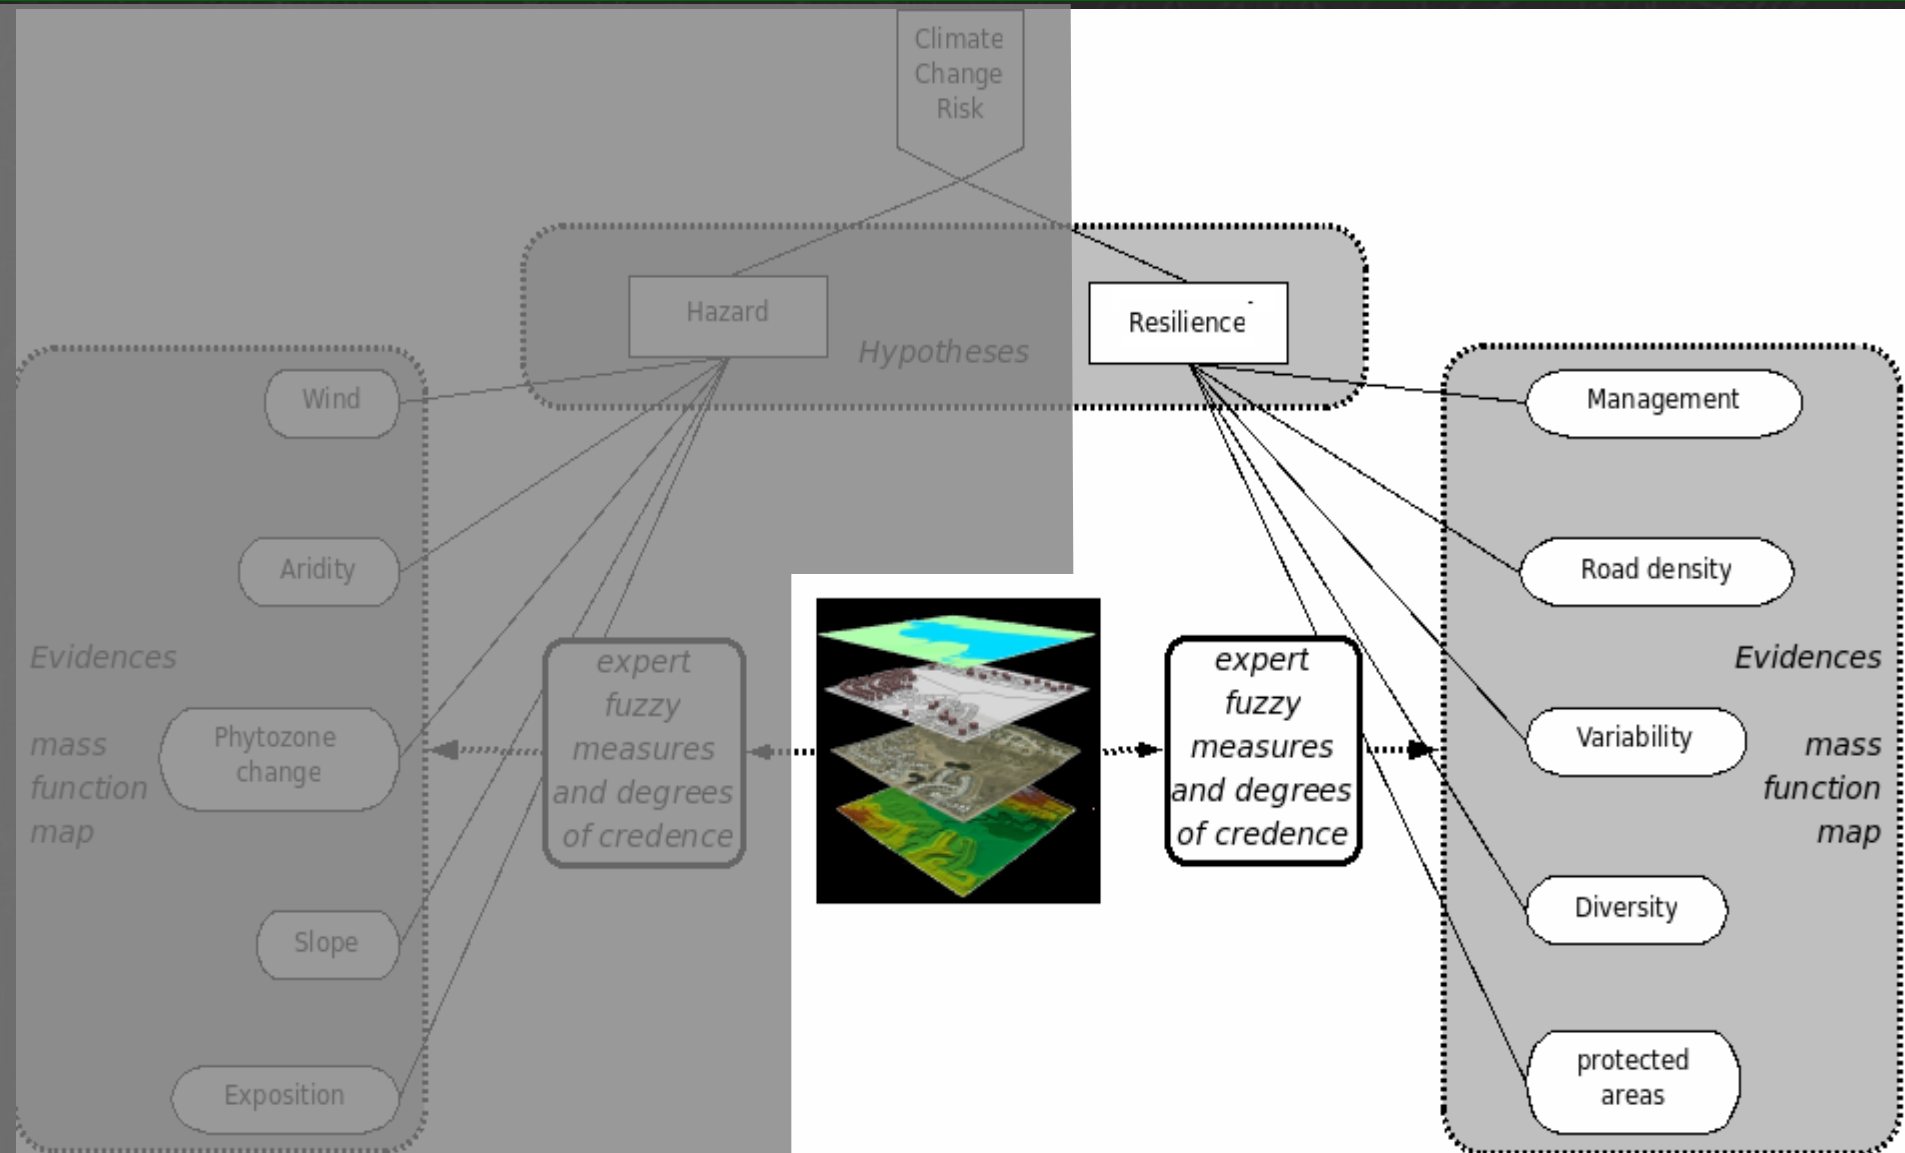 Climate
Change
Risk
Hazard
Hypotheses
Resilience
Wind
Aridity
Evidences
Phytozone
change
mass
function
map
Slope
Exposition
expert
fuzzy
measures
and degrees
of credence
expert
fuzzy
measures
and degrees
of credence
Management
Road density
Evidences
Variability
mass
function
map
Diversity
protected
areas